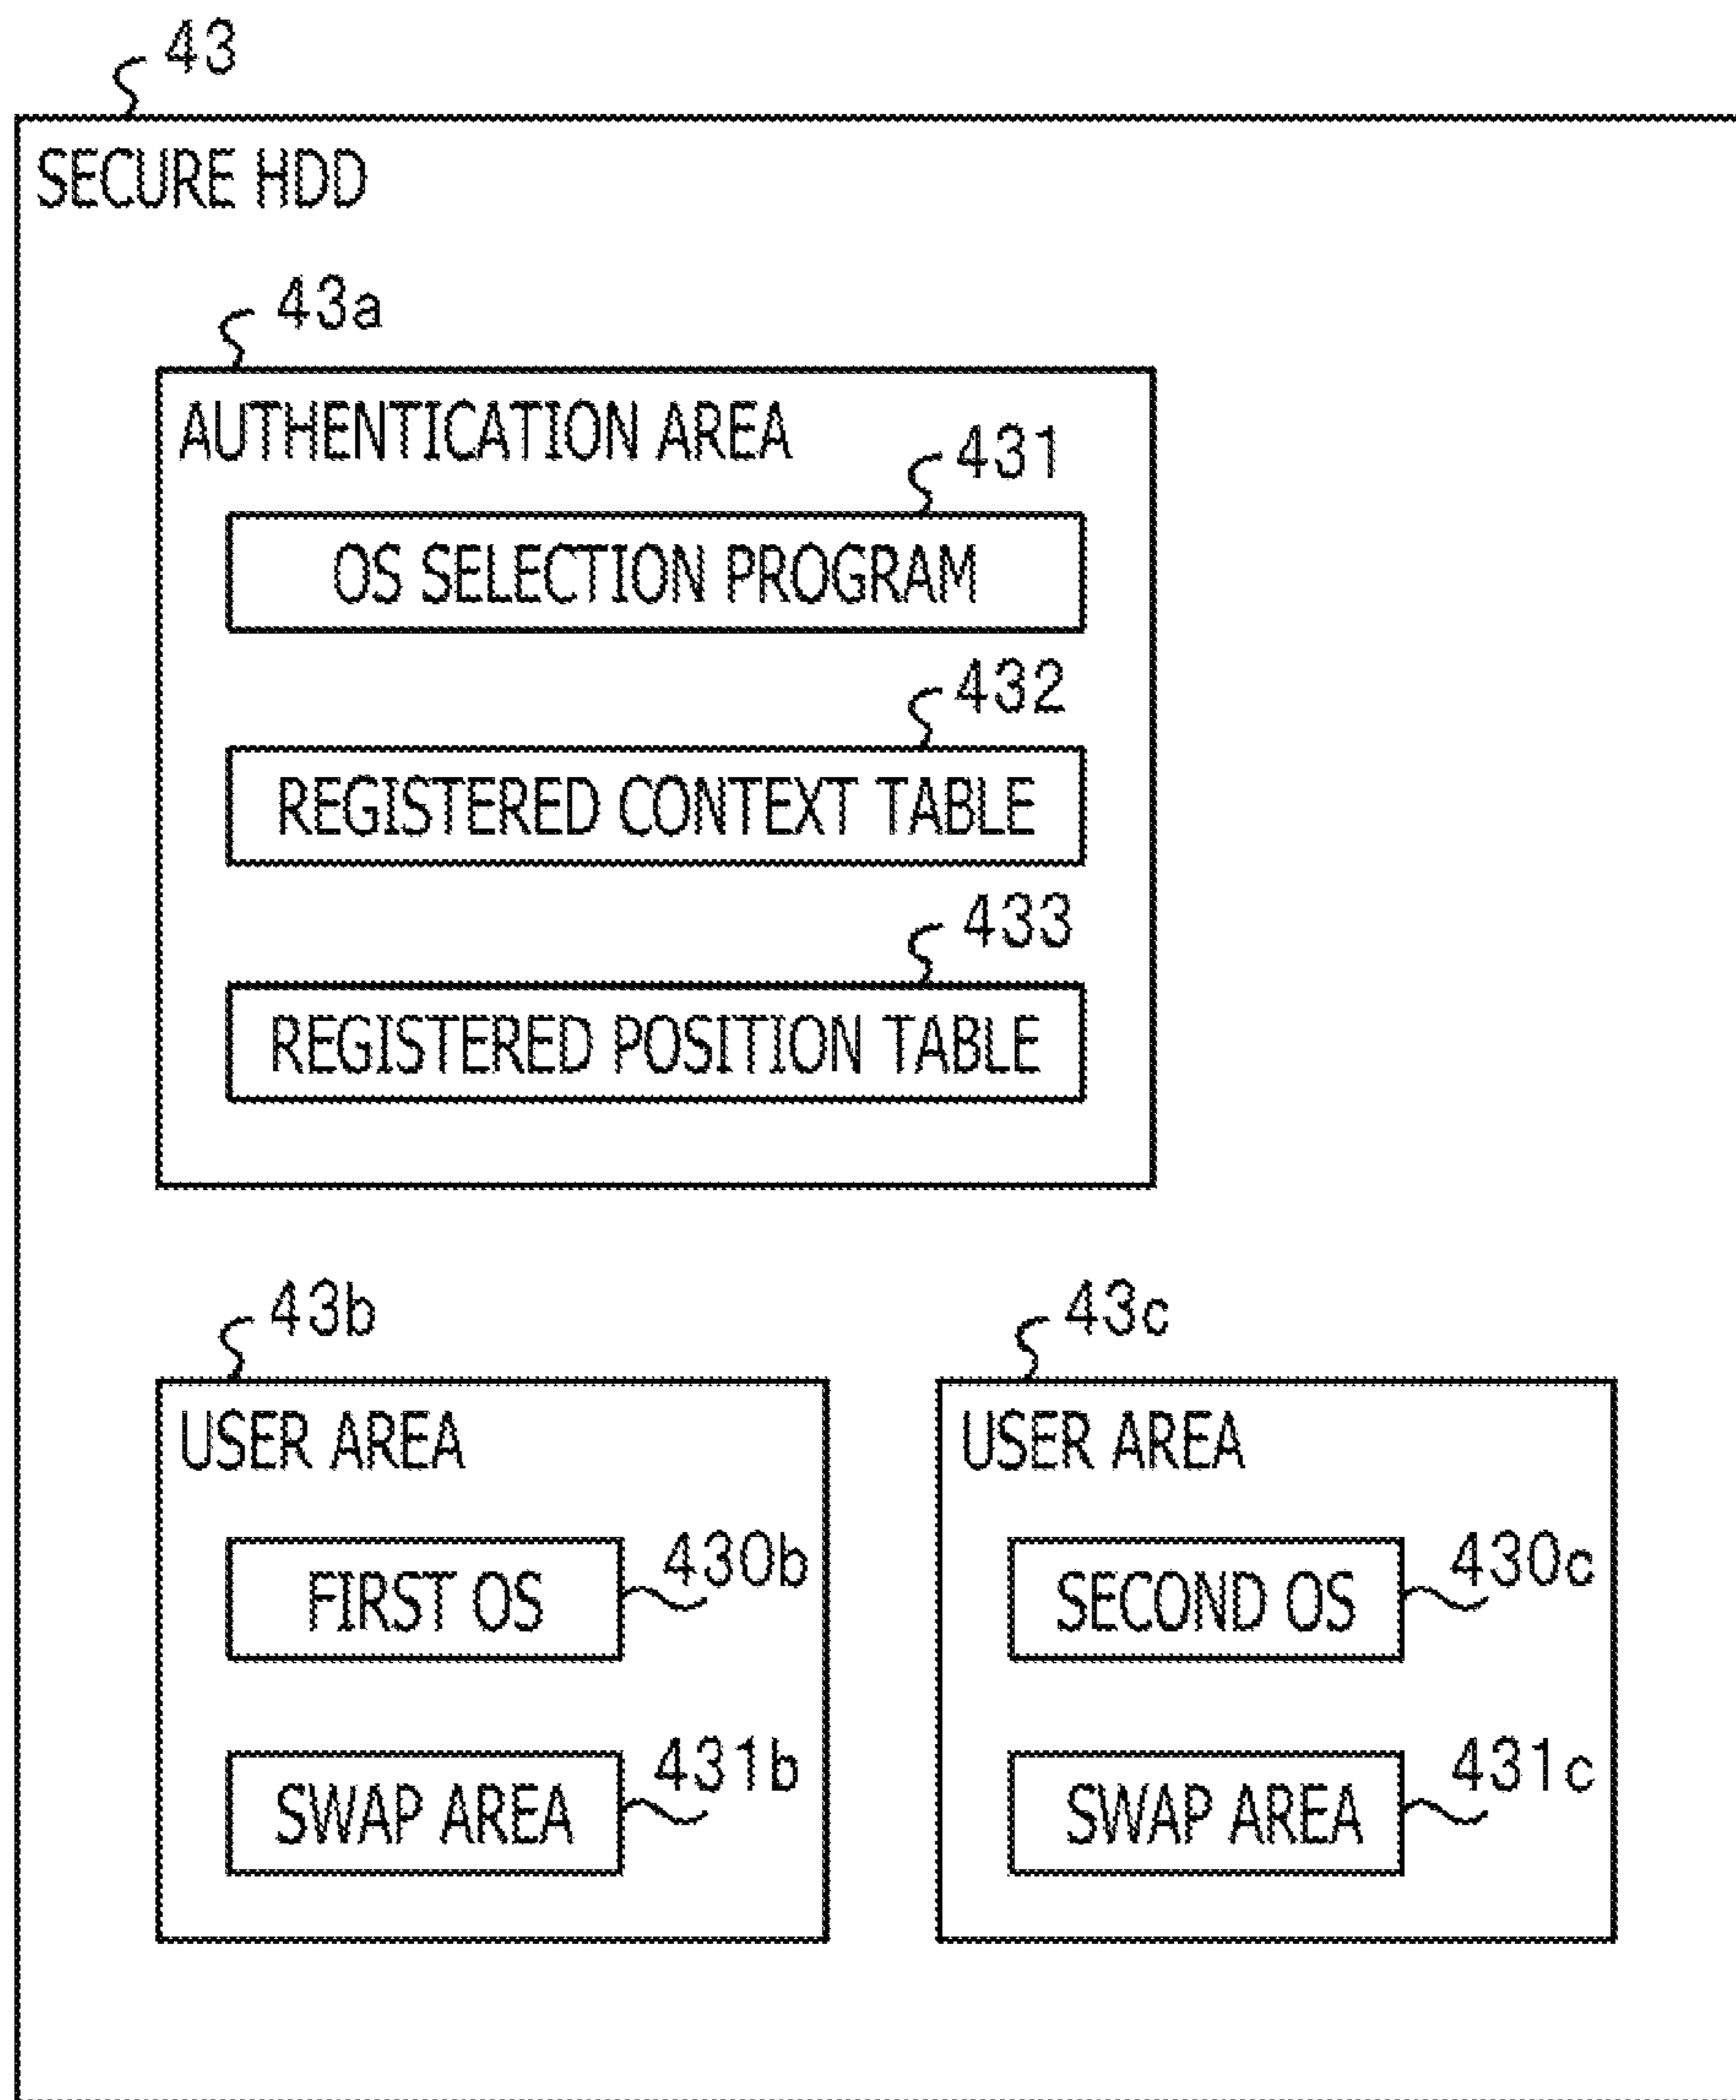 43
SECURE HDD
43a
AUTHENTICATION AREA
431
OS SELECTION PROGRAM
432
REGISTERED CONTEXT TABLE
433
REGISTERED POSITION TABLE
43b
USER AREA
FIRST OS
430b
SWAP AREA
431b
43c
USER AREA
SECOND OS
430c
SWAP AREA
431c